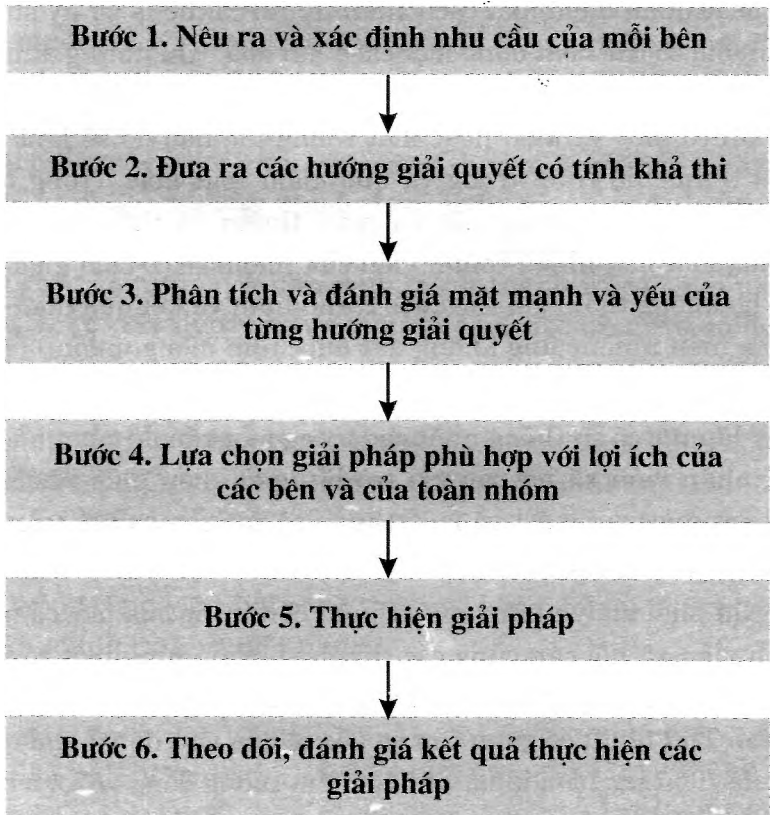 Bước 1. Nêu ra và xác định nhu cầu của mỗi bên
Bước 2. Đưa ra các hướng giải quyết có tính khả thi
Bước 3. Phân tích và đánh giá mặt mạnh và yếu của
từng hướng giải quyết
Bước 4. Lựa chọn giải pháp phù hợp với lợi ích của
các bên và của toàn nhóm
Bước 5. Thực hiện giải pháp
Bước 6. Theo dõi, đánh giá kết quả thực hiện các
giải pháp